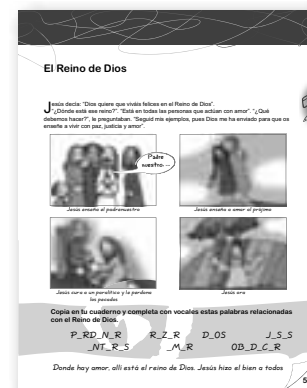 El Reino de Dios
Jesús decía: "Dios quiere que viváis felices en el Reino de Dios".
"¿Dónde está ese reino?". "Está en todas las personas que actúan con amor". "¿Qué
debemos hacer?", le preguntaban. "Seguid mis ejemplos, pues Dios me ha enviado para que os
enseñe a vivir con paz, justicia y amor".
Padre
nuestro...
Jesús enseña el padrenuestro
Jesús enseña a amar al prójimo
Jesús cura a un paralítico y le perdona
los pecados
Jesús ora
Copia en tu cuaderno y completa con vocales estas palabras relacionadas
con el Reino de Dios.
P_RD_N_R R_Z_R D_OS J_S_S
_NT_R_S _M_R OB_D_C_R
Donde hay amor, allí está el reino de Dios. Jesús hizo el bien a todos